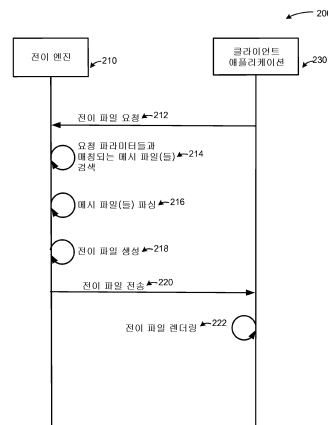 200
전이 엔진
210
클라이언트
애플리케이션
230
전이 파일 요청 212
요청 파라미터들과
매칭되는 메시 파일(들) 214
검색
메시 파일(들) 파싱 216
전이 파일 생성 218
전이 파일 전송 220
전이 파일 렌더링 222